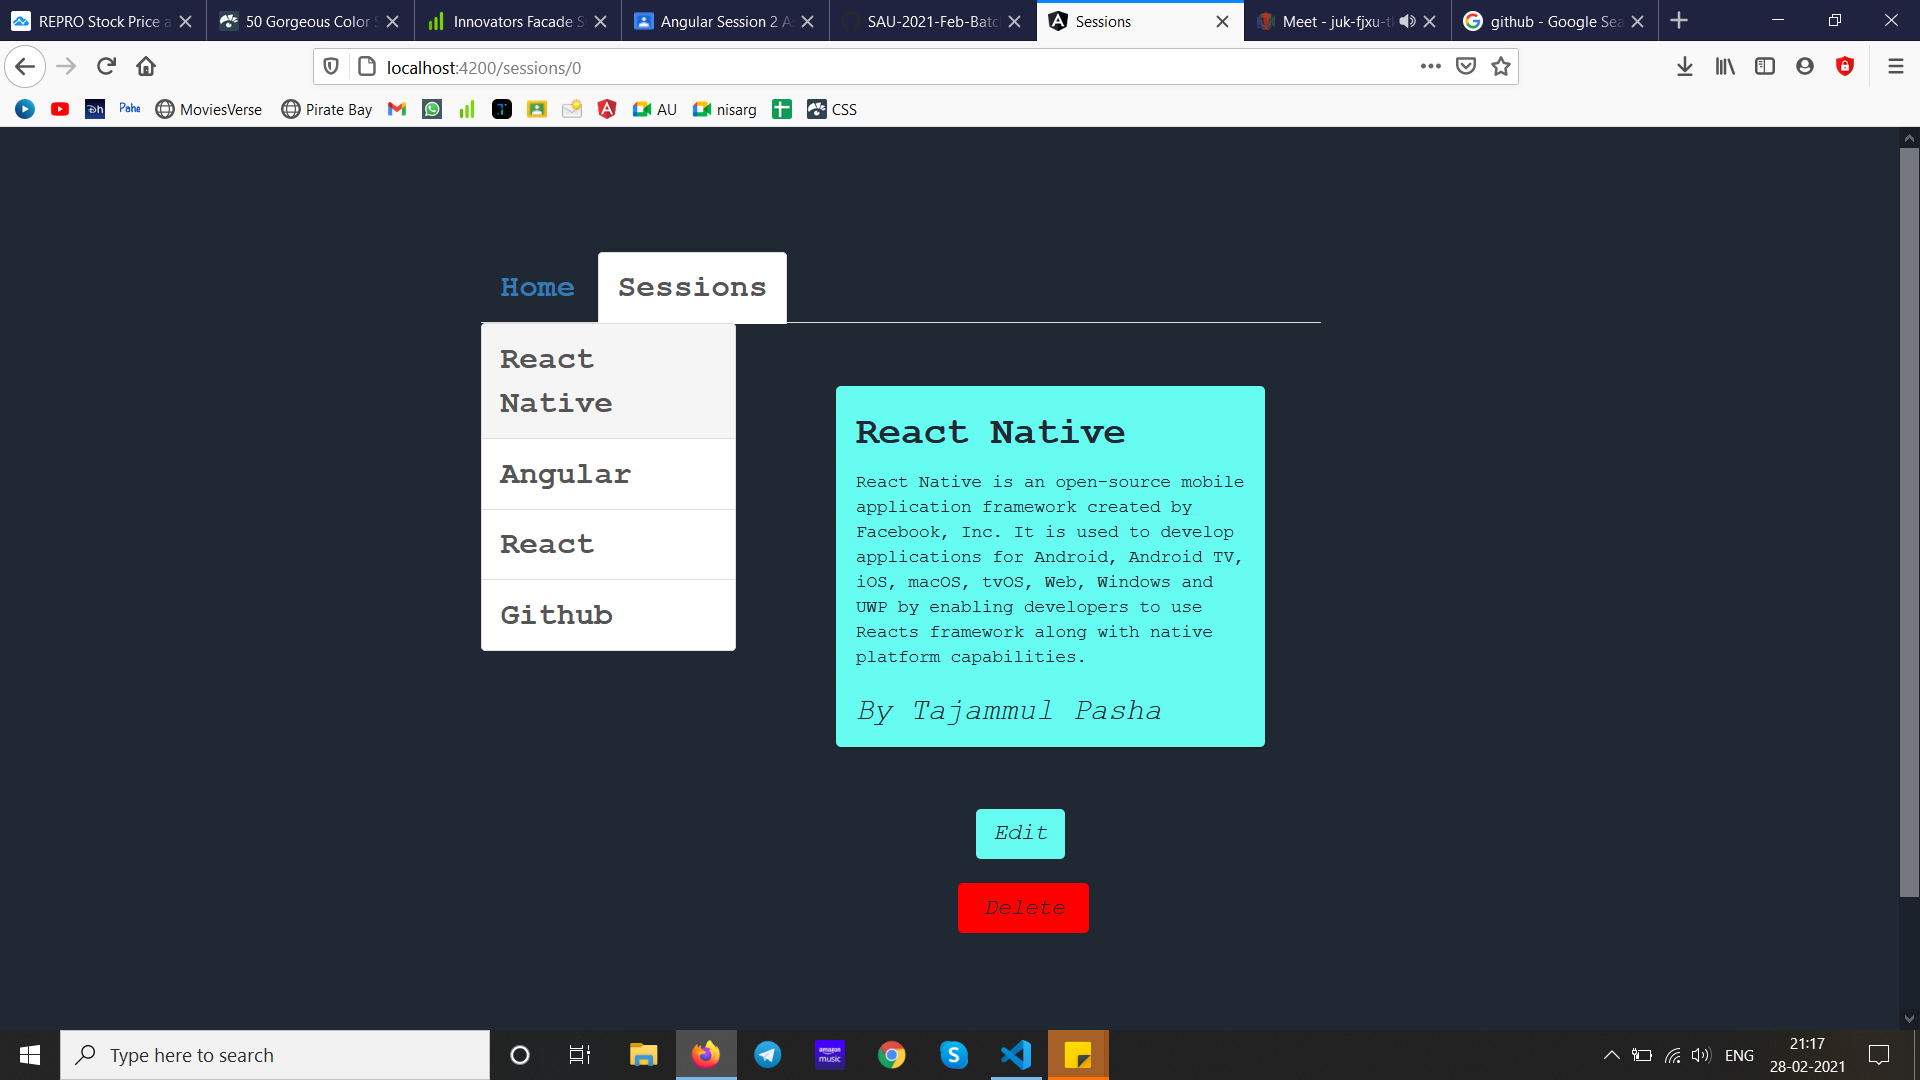 REPRO Stock Price a
50 Gorgeous Color S
Innovators Facade S
Angular Session 2 A
SAU-2021-Feb-Batc
Sessions
Meet - juk-fjxu-t
github - Google Sea
localhost:4200/sessions/0
Pahe
MoviesVerse
Pirate Bay
AU
nisarg
CSS
Home
Sessions
React
Native
Angular
React
Github
React Native
React Native is an open-source mobile
application framework created by
Facebook, Inc. It is used to develop
applications for Android, Android TV,
iOS, macOS, tvOS, Web, Windows and
UWP by enabling developers to use
Reacts framework along with native
platform capabilities.
By Tajammul Pasha
Edit
Delete
Type here to search
amazon
music
ENG
21:17
28-02-2021